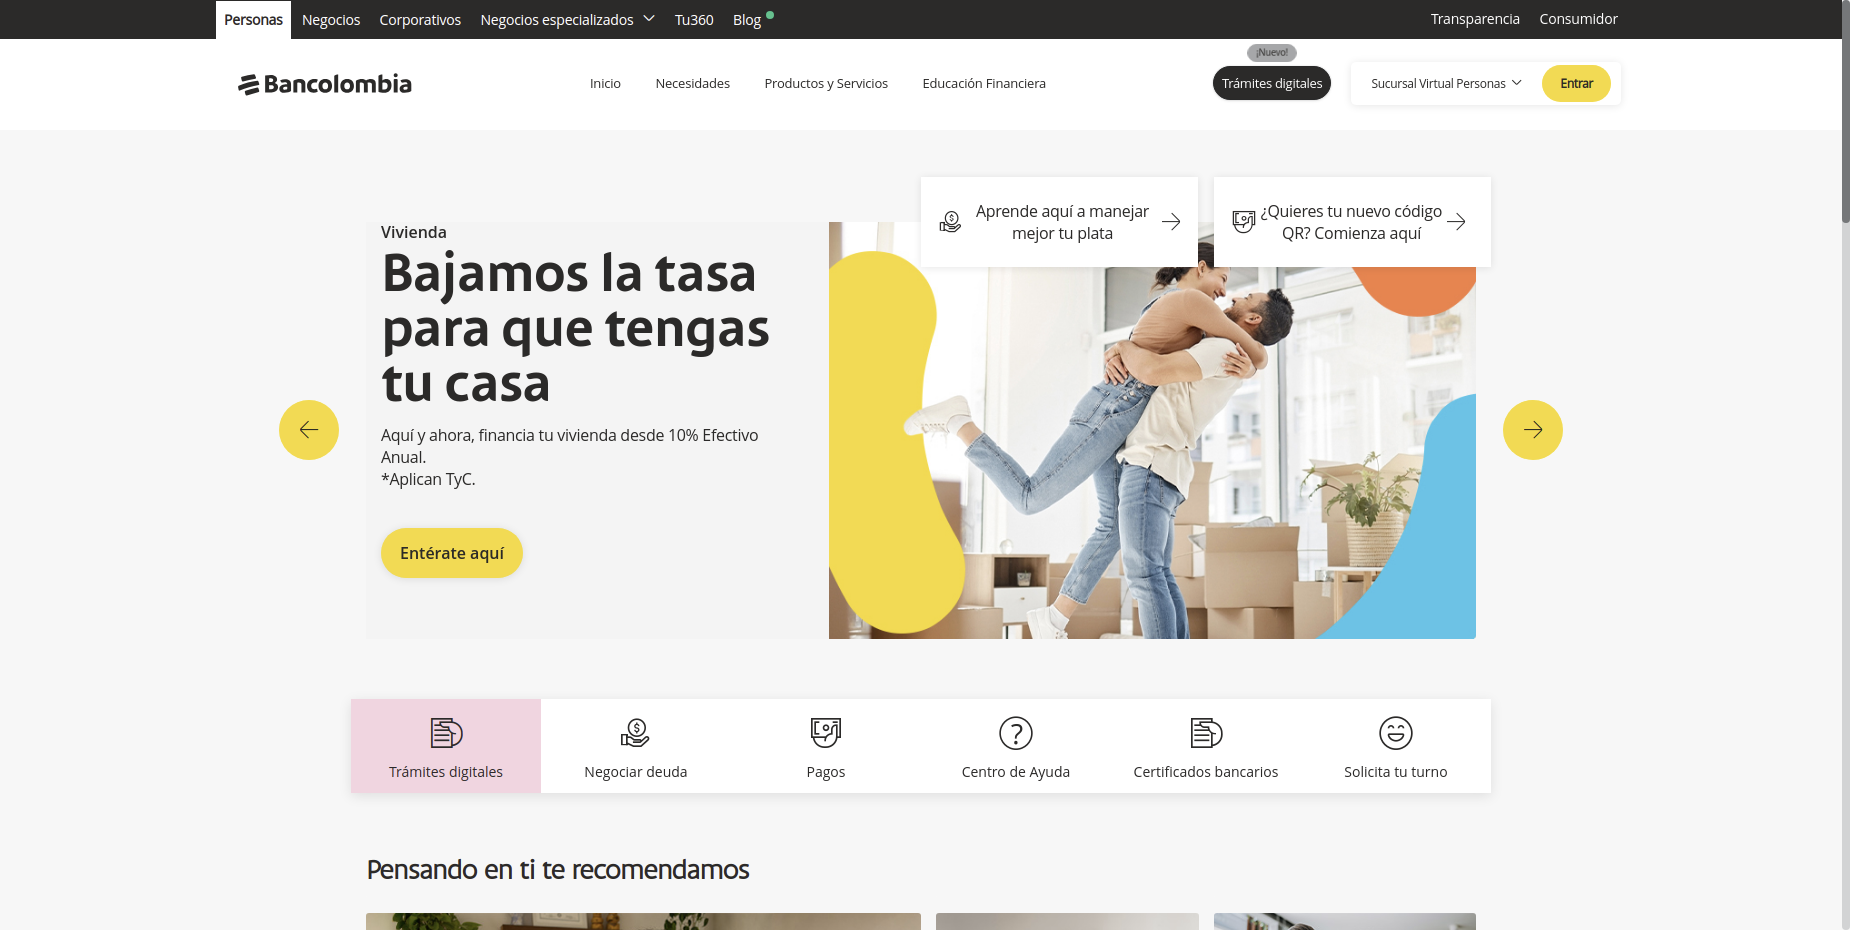 Personas Negocios Corporativos Negocios especializados Tu360 Blog Transparencia Consumidor
¡Nuevo!
Bancolombia Inicio Necesidades Productos y Servicios Educación Financiera Trámites digitales Sucursal Virtual Personas Entrar
Aprende aquí a manejar
mejor tu plata
¿Quieres tu nuevo código
QR? Comienza aquí
Vivienda
Bajamos la tasa
para que tengas
tu casa
Aquí y ahora, financia tu vivienda desde 10% Efectivo
Anual.
*Aplican TyC.
Entérate aquí
Trámites digitales Negociar deuda Pagos Centro de Ayuda Certificados bancarios Solicita tu turno
Pensando en ti te recomendamos